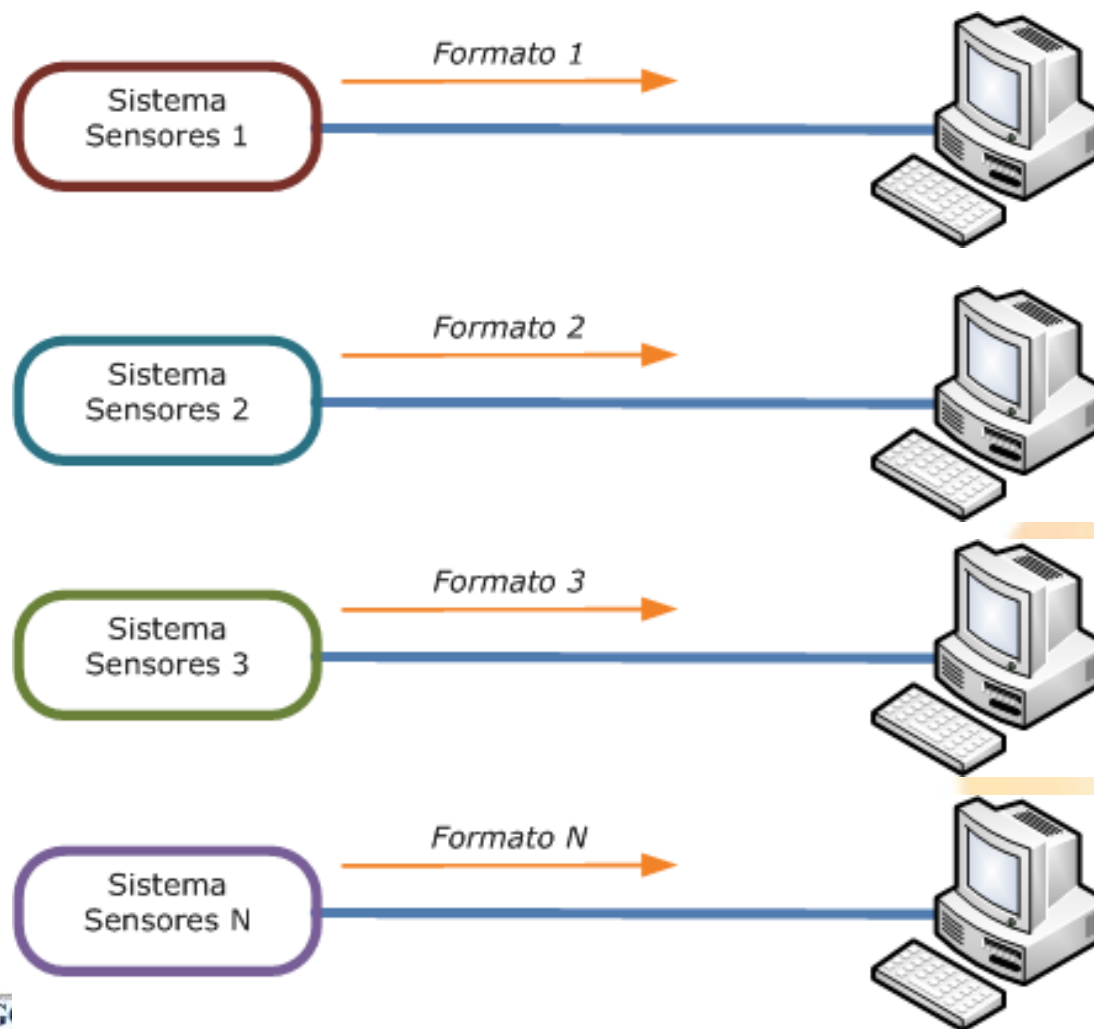 Formato 1
Sistema
Sensores 1
Formato 2
Sistema
Sensores 2
Formato 3
Sistema
Sensores 3
Formato N
Sistema
Sensores N